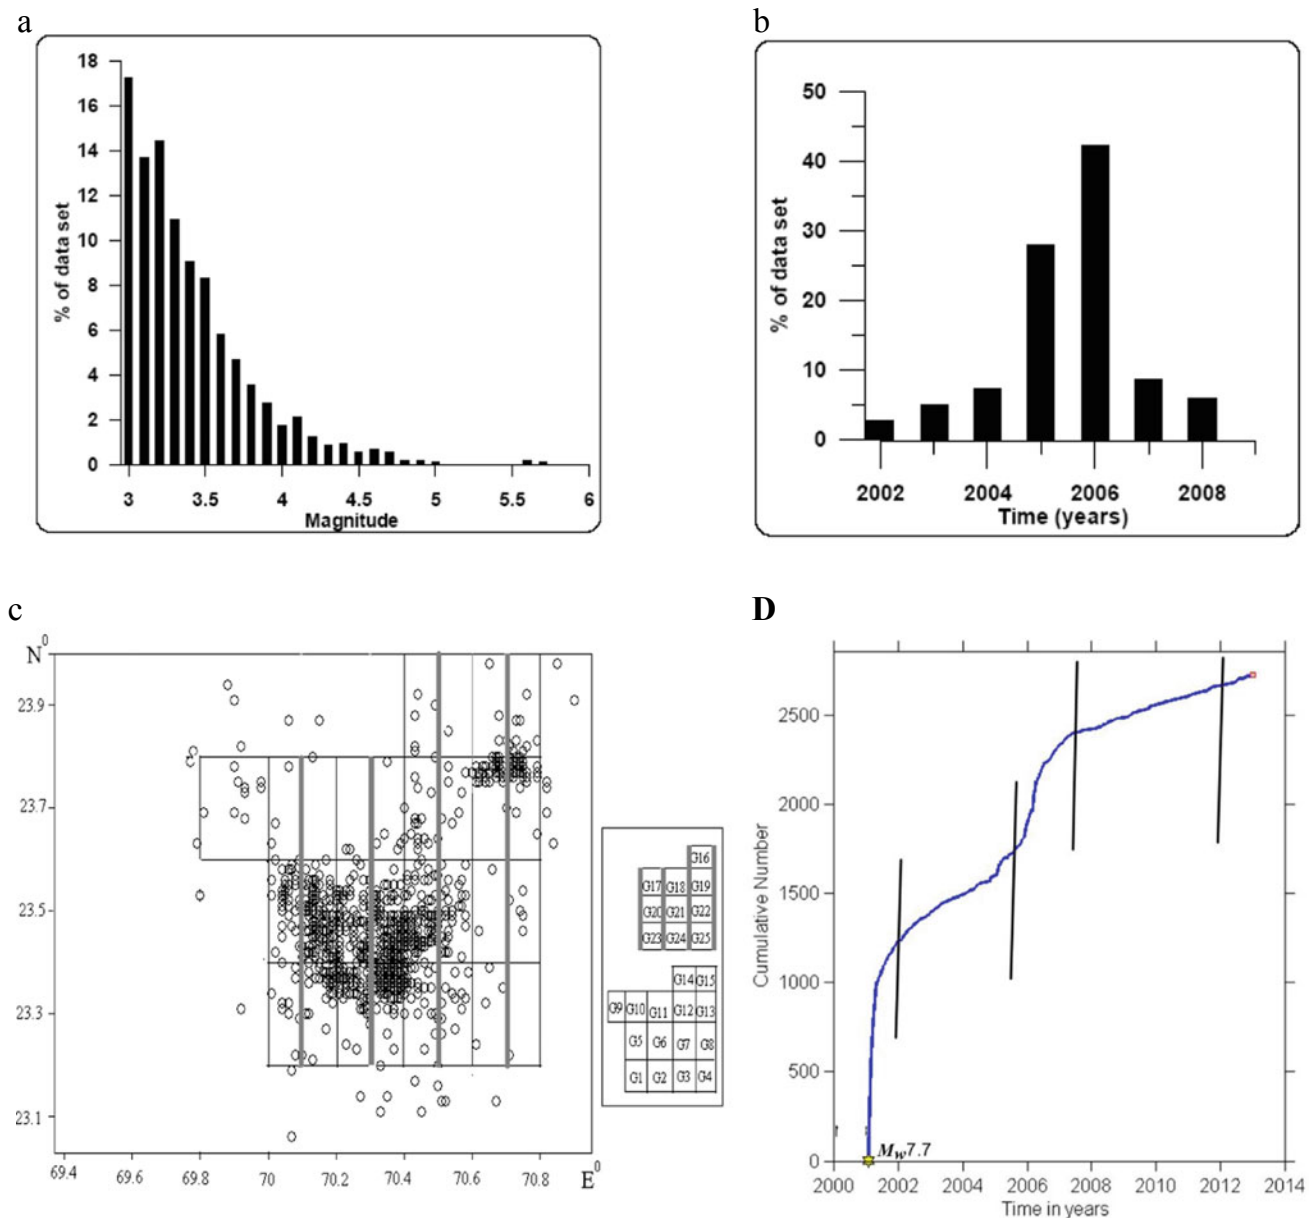 a
18
16
14
12
10
8
6
4
2
0
% of data set
3 3.5 4 4.5 5 5.5 6
Magnitude
b
50
40
30
20
10
0
% of data set
2002 2004 2006 2008
Time (years)
c
N 0
23.9
23.7
23.5
23.3
23.1
69.4 69.6 69.8 70 70.2 70.4 70.6 70.8 E 0
G16
G17 G18 G19
G20 G21 G22
G23 G24 G25
G14 G15
G9 G10 G11 G12 G13
G5 G6 G7 G8
G1 G2 G3 G4
D
2500
2000
1500
1000
500
0
Cumulative Number
Mw7.7
2000 2002 2004 2006 2008 2010 2012 2014
Time in years